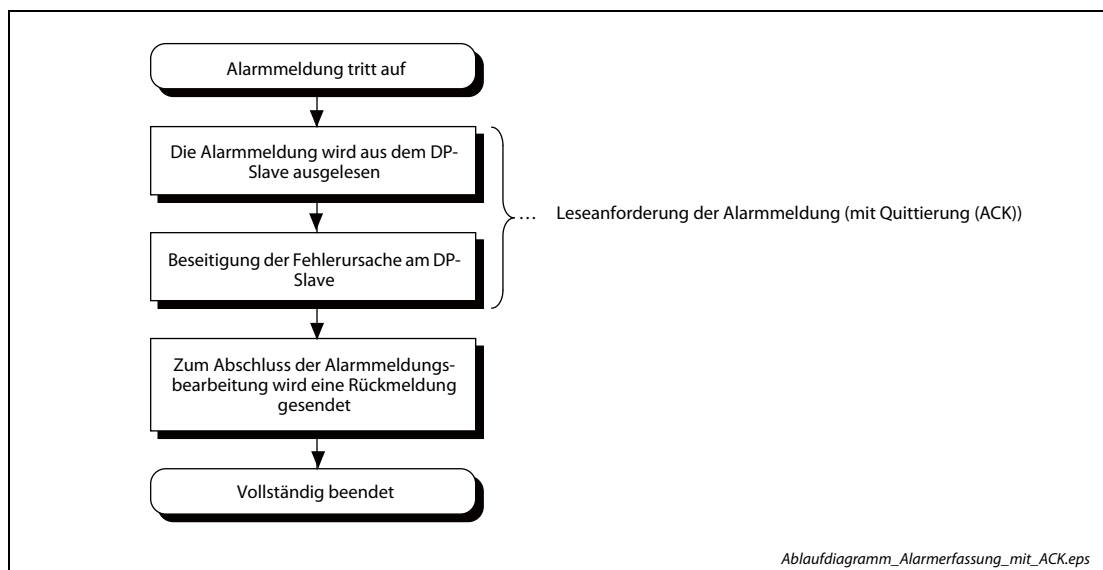 Alarmmeldung tritt auf
Die Alarmmeldung wird aus dem DP-
Slave ausgelesen
… Leseanforderung der Alarmmeldung (mit Quittierung (ACK))
Beseitigung der Fehlerursache am DP-
Slave
Zum Abschluss der Alarmmeldungs-
bearbeitung wird eine Rückmeldung
gesendet
Vollständig beendet
Ablaufdiagramm_Alarmerfassung_mit_ACK.eps